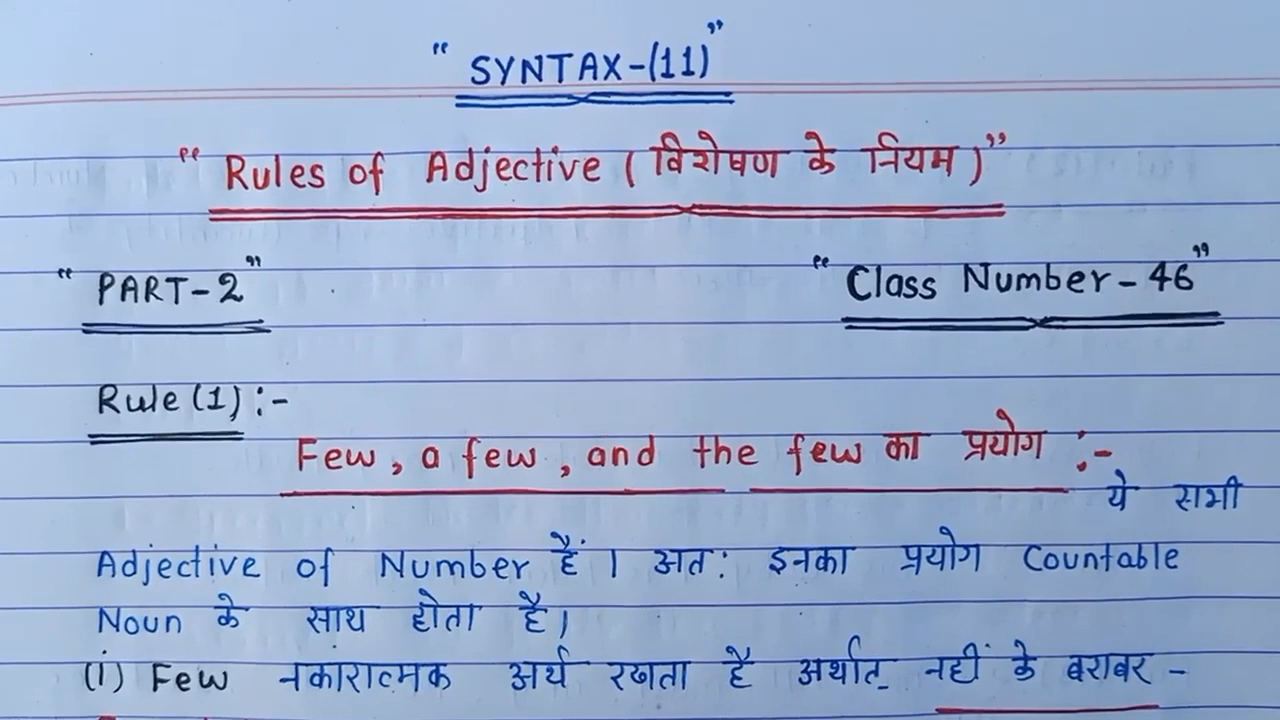 " SYNTAX-(11)"
" Rules of Adjective ( विशेषण के नियम )"
" PART-2 "
" Class Number - 46"
Rule (1) :-
Few, a few, and the few का प्रयोग :-
ये सभी
Adjective of Number हैं । अत: इनका प्रयोग Countable
Noun के साथ होता है।
(i) Few नकारात्मक अर्थ रखता है अर्थात् नहीं के बराबर -